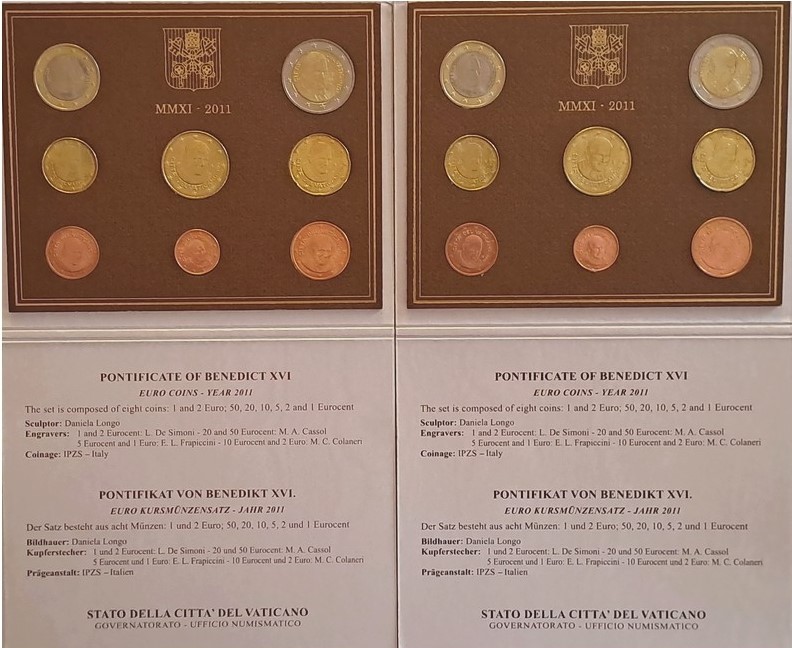 MMXI - 2011
PONTIFICATE OF BENEDICT XVI
EURO COINS - YEAR 2011
The set is composed of eight coins: 1 and 2 Euro; 50, 20, 10, 5, 2 and 1 Eurocent
Sculptor: Daniela Longo
Engravers: 1 and 2 Eurocent: L. De Simoni - 20 and 50 Eurocent: M. A. Cassol
5 Eurocent and 1 Euro: E. L. Frapiccini - 10 Eurocent and 2 Euro: M. C. Colaneri
Coinage: IPZS – Italy
PONTIFIKAT VON BENEDIKT XVI.
EURO KURSMÜNZENSATZ - JAHR 2011
Der Satz besteht aus acht Münzen: 1 und 2 Euro; 50, 20, 10, 5, 2 und 1 Eurocent
Bildhauer: Daniela Longo
Kupferstecher: 1 und 2 Eurocent: L. De Simoni - 20 und 50 Eurocent: M. A. Cassol
5 Eurocent und 1 Euro: E. L. Frapiccini - 10 Eurocent und 2 Euro: M. C. Colaneri
Prägeanstalt: IPZS – Italien
STATO DELLA CITTA' DEL VATICANO
GOVERNATORATO - UFFICIO NUMISMATICO
MMXI - 2011
PONTIFICATE OF BENEDICT XVI
EURO COINS - YEAR 2011
The set is composed of eight coins: 1 and 2 Euro; 50, 20, 10, 5, 2 and 1 Eurocent
Sculptor: Daniela Longo
Engravers: 1 and 2 Eurocent: L. De Simoni - 20 and 50 Eurocent: M. A. Cassol
5 Eurocent and 1 Euro: E. L. Frapiccini - 10 Eurocent and 2 Euro: M. C. Colaneri
Coinage: IPZS – Italy
PONTIFIKAT VON BENEDIKT XVI.
EURO KURSMÜNZENSATZ - JAHR 2011
Der Satz besteht aus acht Münzen: 1 und 2 Euro; 50, 20, 10, 5, 2 und 1 Eurocent
Bildhauer: Daniela Longo
Kupferstecher: 1 und 2 Eurocent: L. De Simoni - 20 und 50 Eurocent: M. A. Cassol
5 Eurocent und 1 Euro: E. L. Frapiccini - 10 Eurocent und 2 Euro: M. C. Colaneri
Prägeanstalt: IPZS – Italien
STATO DELLA CITTA' DEL VATICANO
GOVERNATORATO - UFFICIO NUMISMATICO